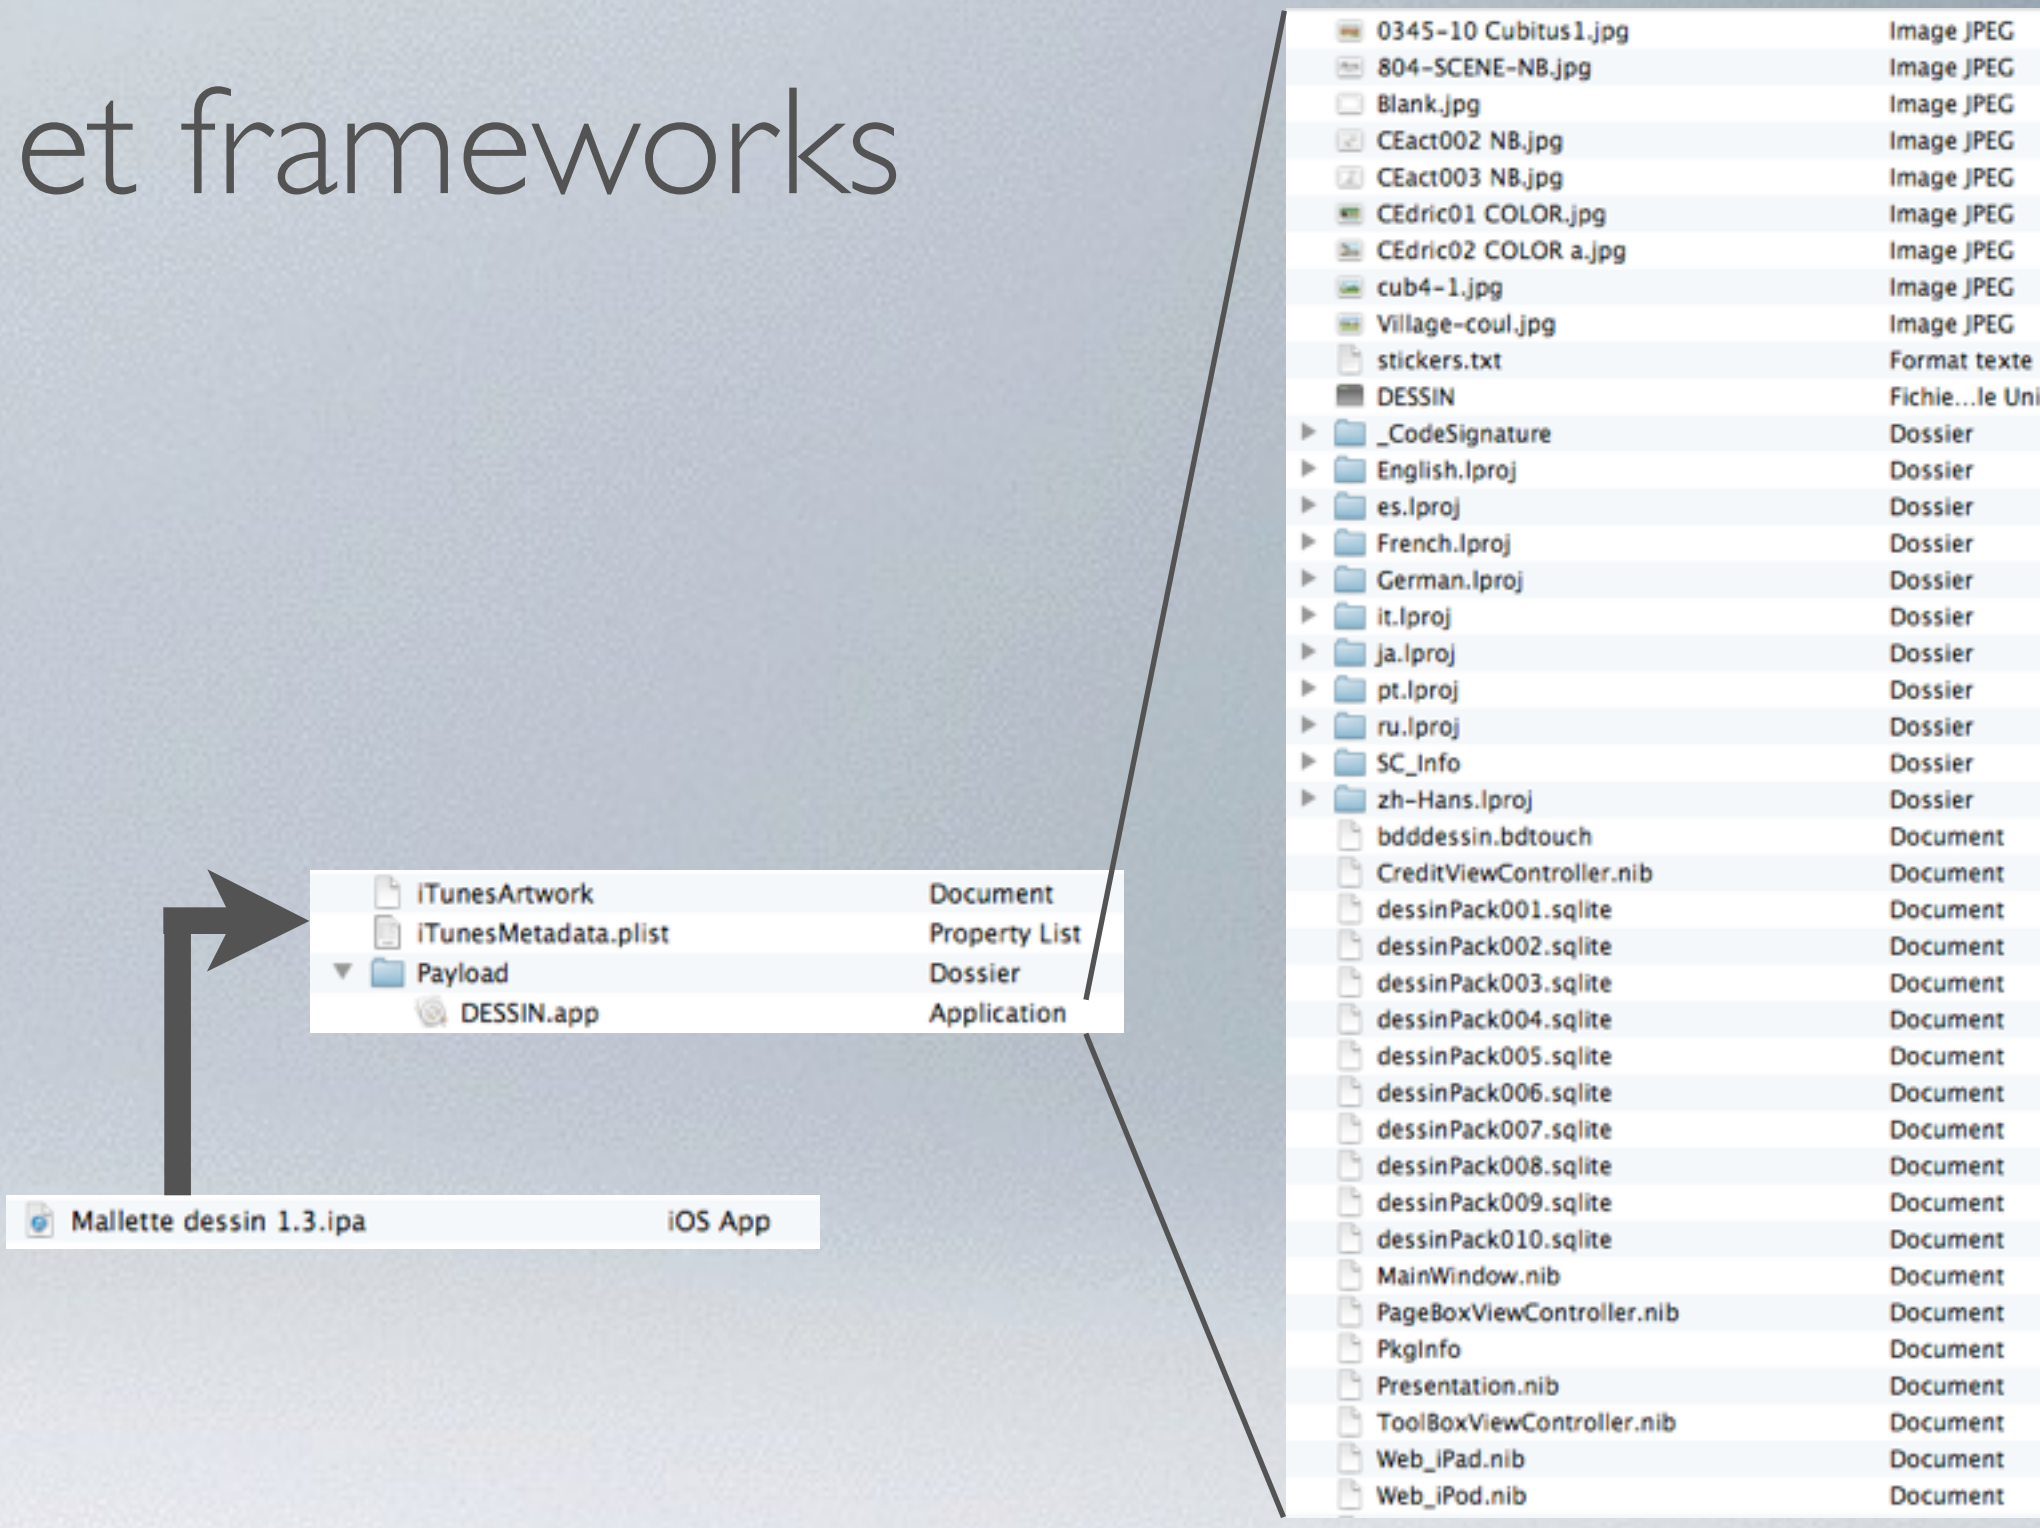 et frameworks
iTunesArtwork Document
iTunesMetadata.plist Property List
Payload Dossier
DESSIN.app Application
Mallette dessin 1.3.ipa iOS App
0345-10 Cubitus1.jpg Image JPEG
804-SCENE-NB.jpg Image JPEG
Blank.jpg Image JPEG
CEact002 NB.jpg Image JPEG
CEact003 NB.jpg Image JPEG
CEdric01 COLOR.jpg Image JPEG
CEdric02 COLOR a.jpg Image JPEG
cub4-1.jpg Image JPEG
Village-coul.jpg Image JPEG
stickers.txt Format texte
DESSIN Fichie...le Uni
_CodeSignature Dossier
English.lproj Dossier
es.lproj Dossier
French.lproj Dossier
German.lproj Dossier
it.lproj Dossier
ja.lproj Dossier
pt.lproj Dossier
ru.lproj Dossier
SC_Info Dossier
zh-Hans.lproj Dossier
bdddessin.bdtouch Document
CreditViewController.nib Document
dessinPack001.sqlite Document
dessinPack002.sqlite Document
dessinPack003.sqlite Document
dessinPack004.sqlite Document
dessinPack005.sqlite Document
dessinPack006.sqlite Document
dessinPack007.sqlite Document
dessinPack008.sqlite Document
dessinPack009.sqlite Document
dessinPack010.sqlite Document
MainWindow.nib Document
PageBoxViewController.nib Document
PkgInfo Document
Presentation.nib Document
ToolBoxViewController.nib Document
Web_iPad.nib Document
Web_iPod.nib Document